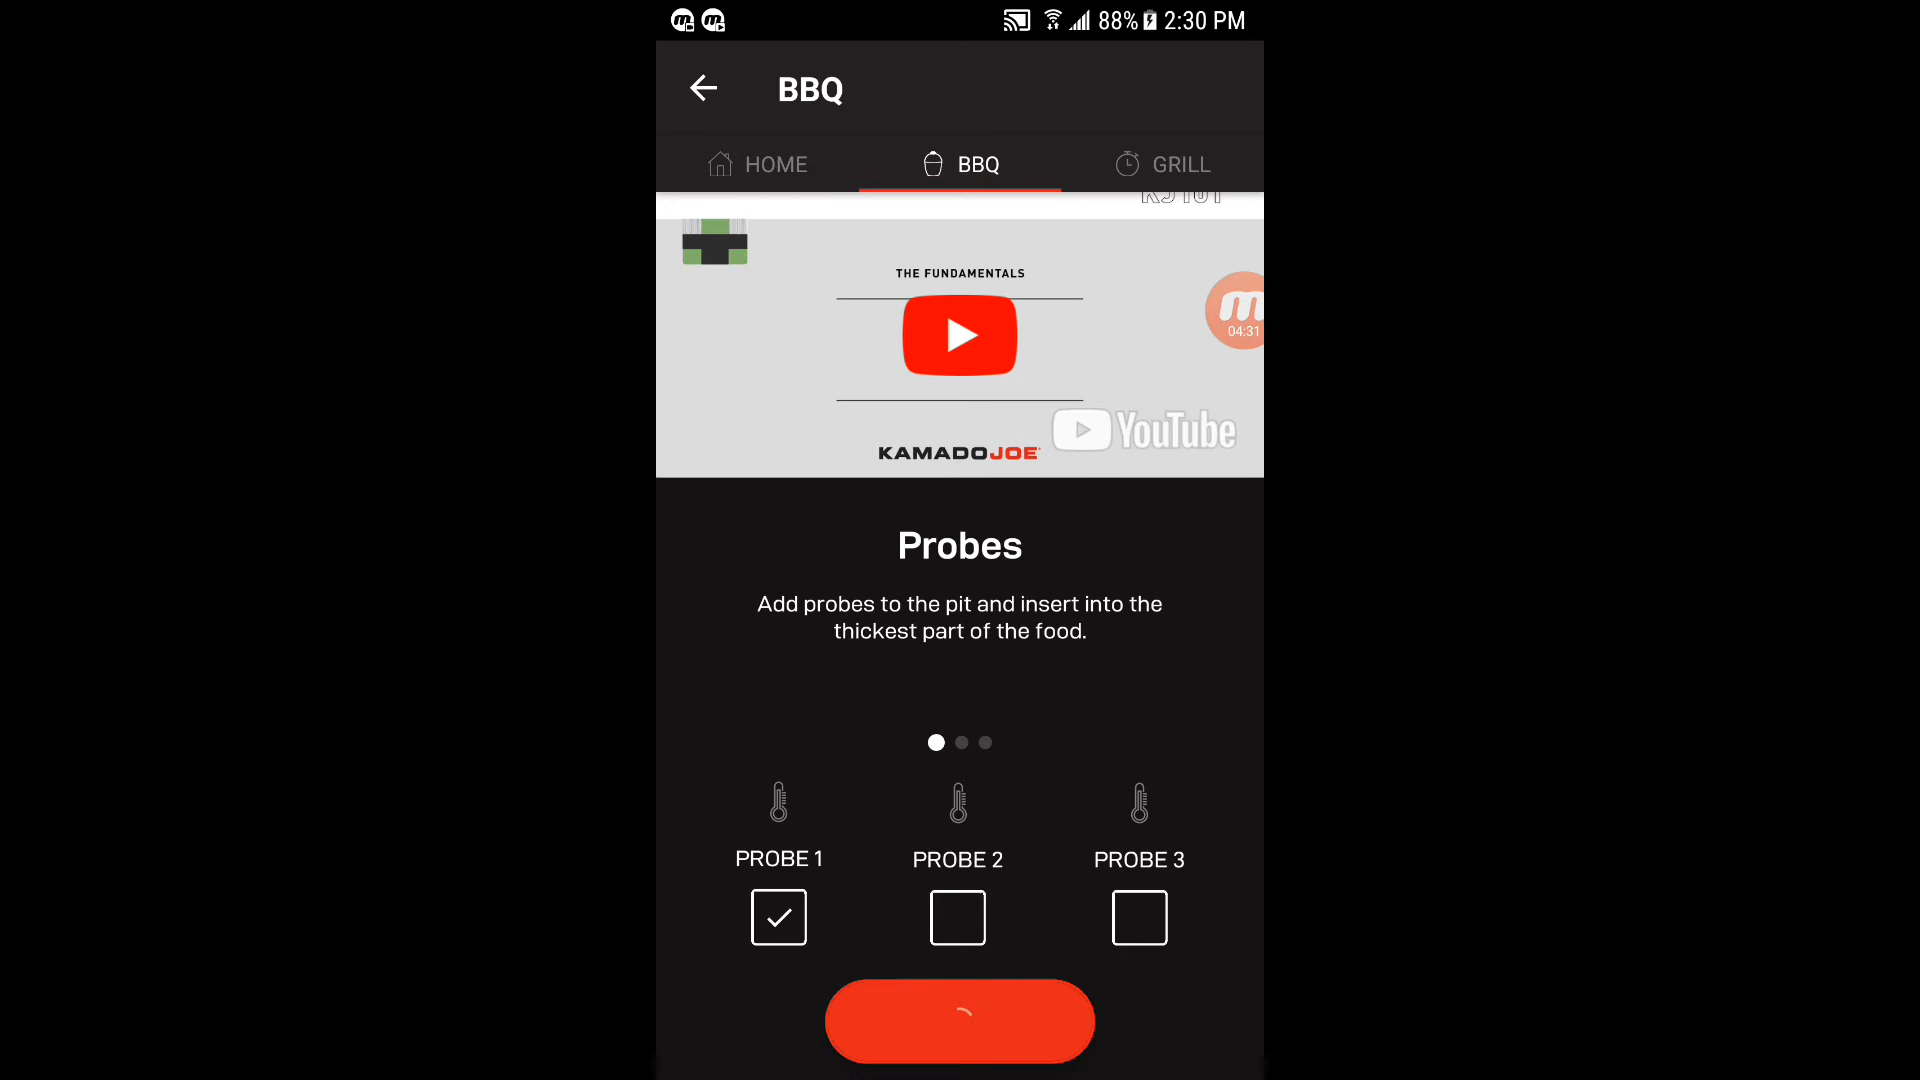 88% 2:30 PM
BBQ
HOME BBQ GRILL
THE FUNDAMENTALS
04:31
YouTube
KAMADOJOE
Probes
Add probes to the pit and insert into the
thickest part of the food.
PROBE 1 PROBE 2 PROBE 3